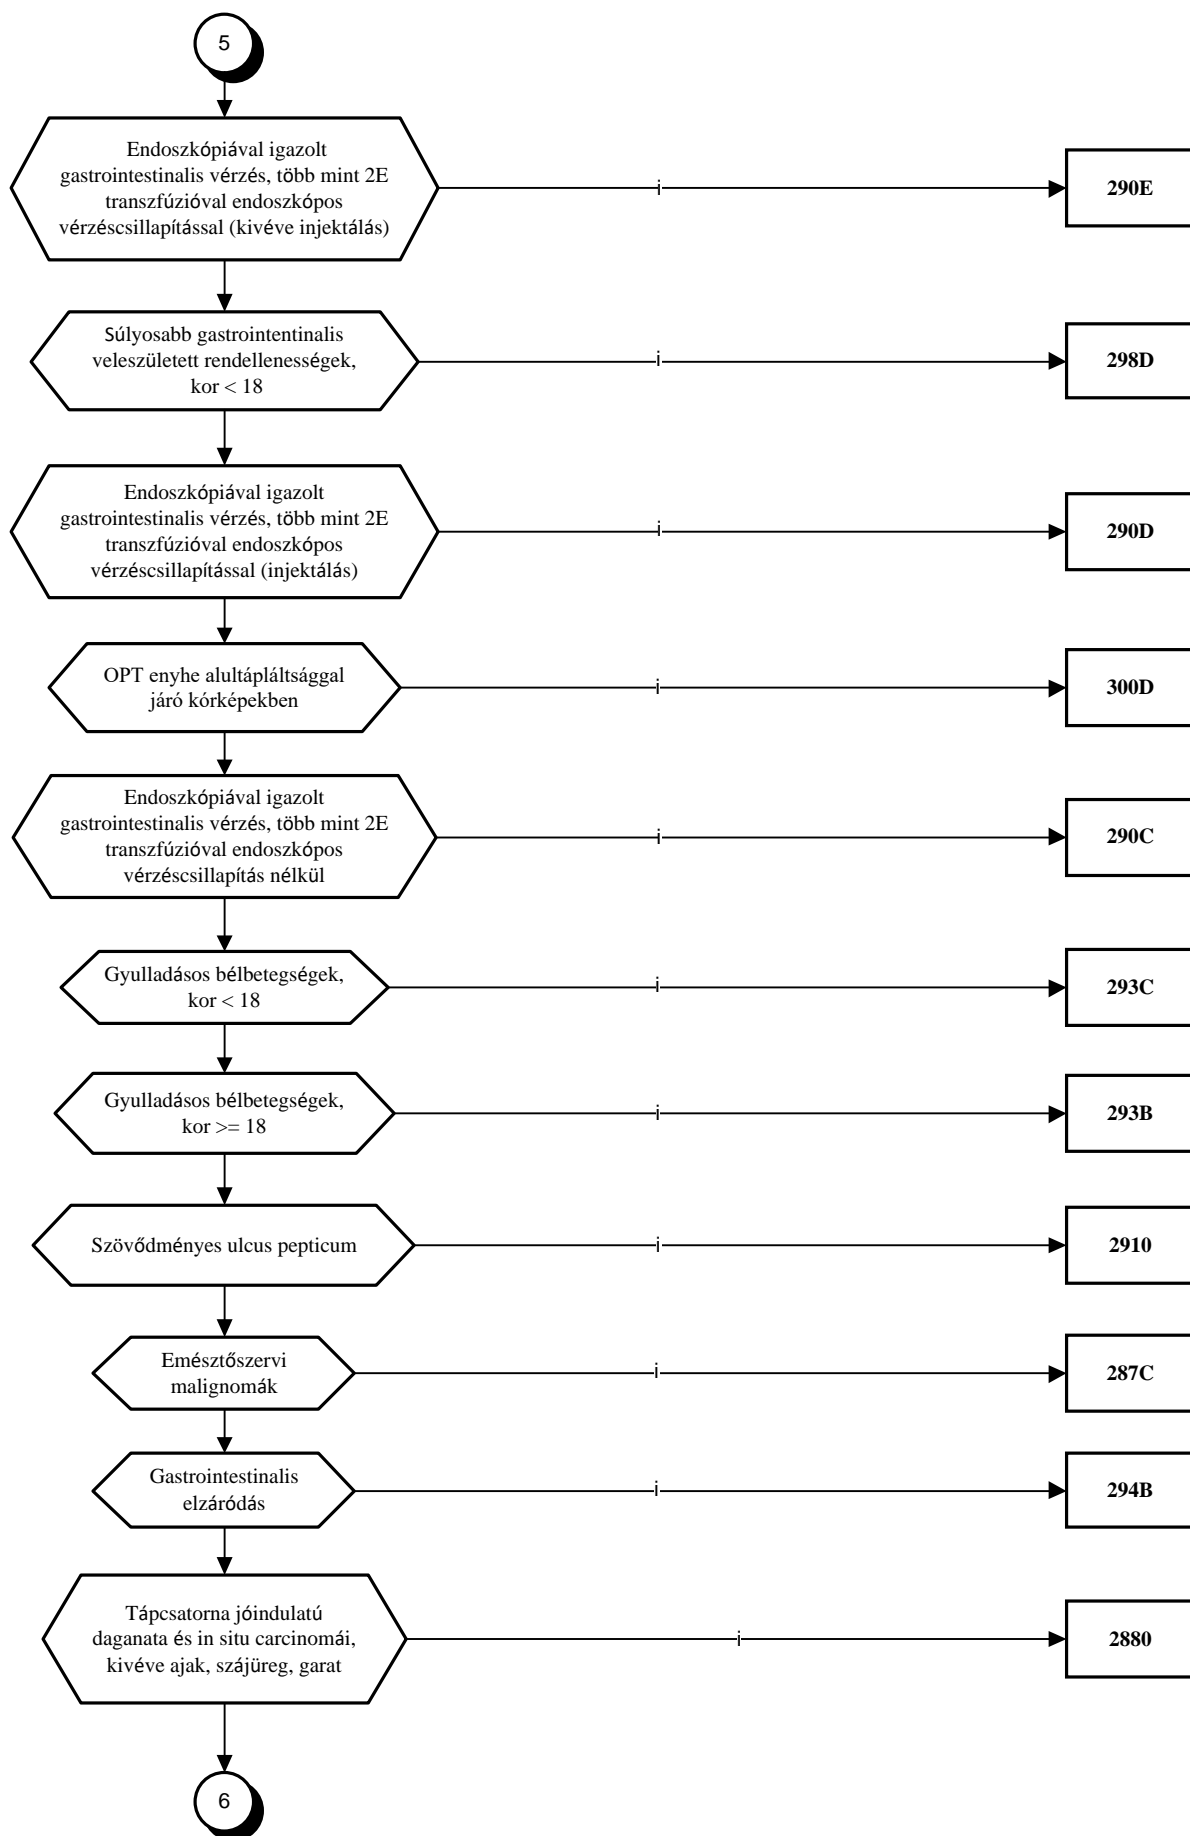 5
Endoszkópiával igazolt
gastrointestinalis vérzés, több mint 2E
transzfúzióval endoszkópos
vérzéscsillapítással (kivéve injektálás)
i
290E
Súlyosabb gastrointentinalis
veleszületett rendellenességek,
kor < 18
i
298D
Endoszkópiával igazolt
gastrointestinalis vérzés, több mint 2E
transzfúzióval endoszkópos
vérzéscsillapítással (injektálás)
i
290D
OPT enyhe alultápláltsággal
járó kórképekben
i
300D
Endoszkópiával igazolt
gastrointestinalis vérzés, több mint 2E
transzfúzióval endoszkópos
vérzéscsillapítás nélkül
i
290C
Gyulladásos bélbetegségek,
kor < 18
i
293C
Gyulladásos bélbetegségek,
kor >= 18
i
293B
Szövődményes ulcus pepticum
i
2910
Emésztőszervi
malignomák
i
287C
Gastrointestinalis
elzáródás
i
294B
Tápcsatorna jóindulatú
daganata és in situ carcinomái,
kivéve ajak, szájüreg, garat
i
2880
6